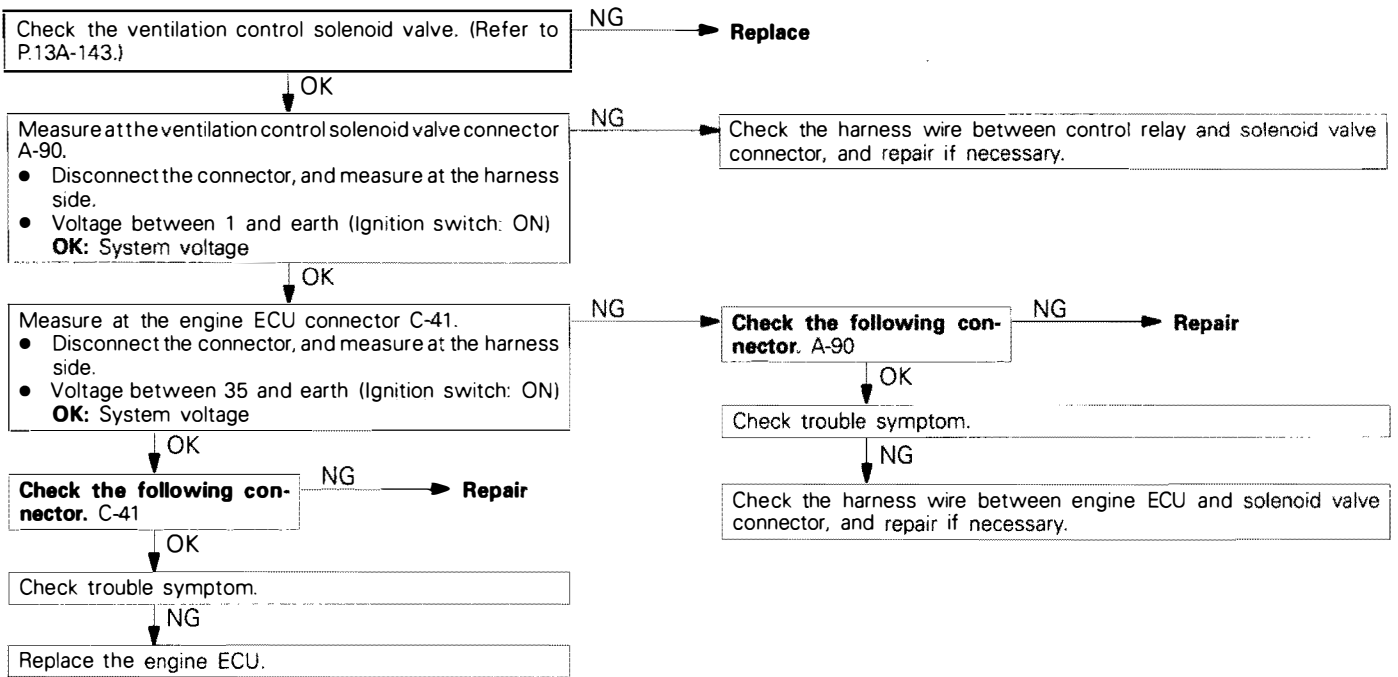 Check the ventilation control solenoid valve. (Refer to
P.13A-143.)
NG
Replace
OK
Measure at the ventilation control solenoid valve connector
A-90.
● Disconnect the connector, and measure at the harness
side.
● Voltage between 1 and earth (Ignition switch: ON)
OK: System voltage
NG
Check the harness wire between control relay and solenoid valve
connector, and repair if necessary.
OK
Measure at the engine ECU connector C-41.
● Disconnect the connector, and measure at the harness
side.
● Voltage between 35 and earth (Ignition switch: ON)
OK: System voltage
NG
Check the following con-
nector. A-90
NG
Repair
OK
Check trouble symptom.
NG
Check the harness wire between engine ECU and solenoid valve
connector, and repair if necessary.
OK
Check the following con-
nector. C-41
NG
Repair
OK
Check trouble symptom.
NG
Replace the engine ECU.